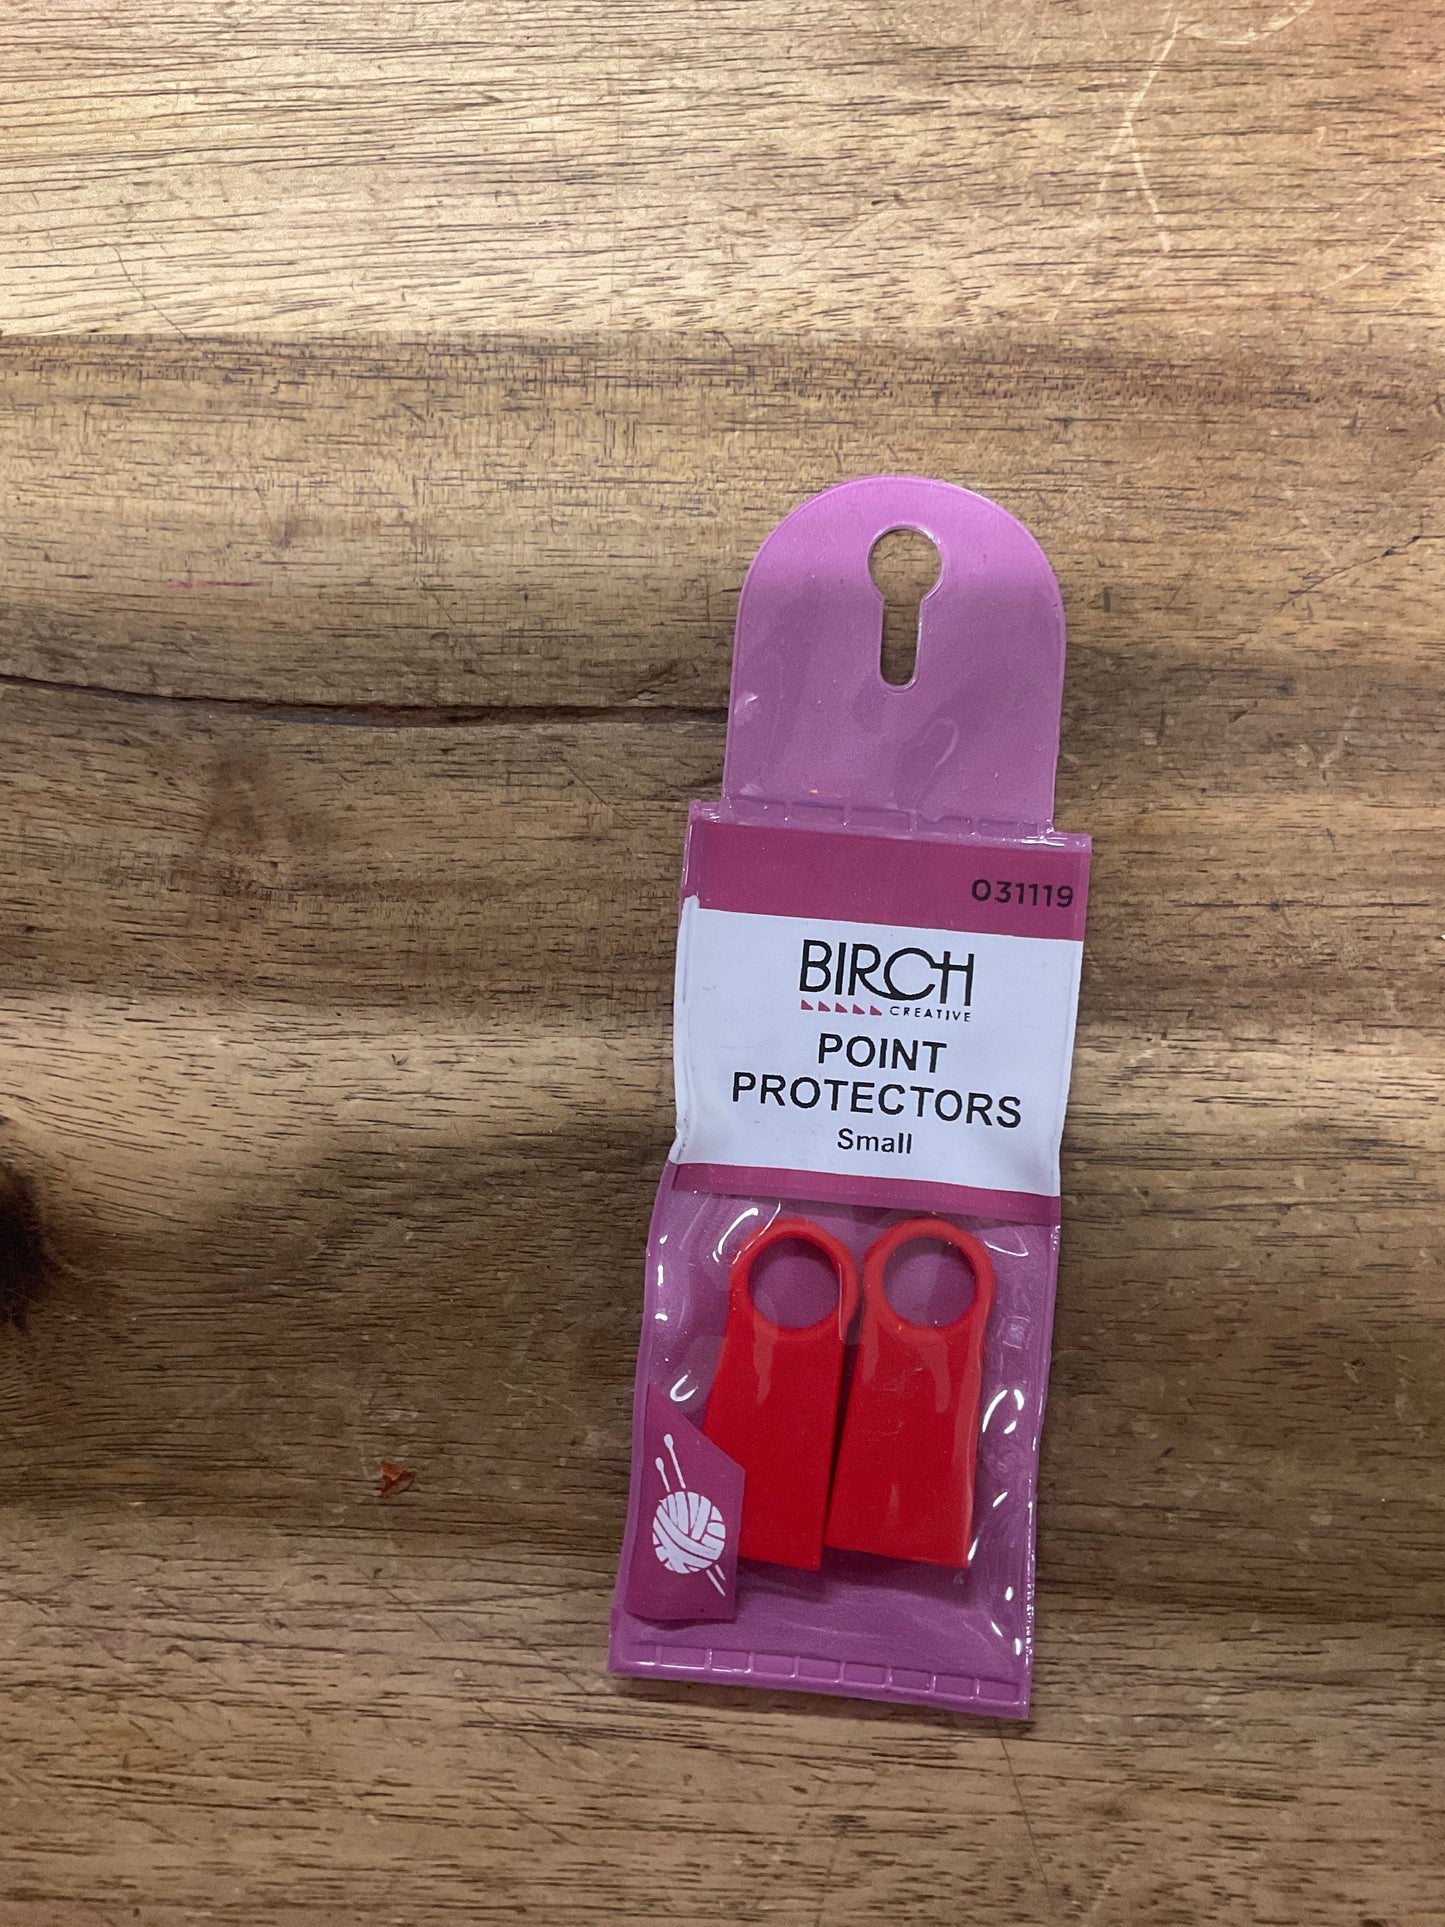 031119
BIRCH
CREATIVE
POINT
PROTECTORS
Small